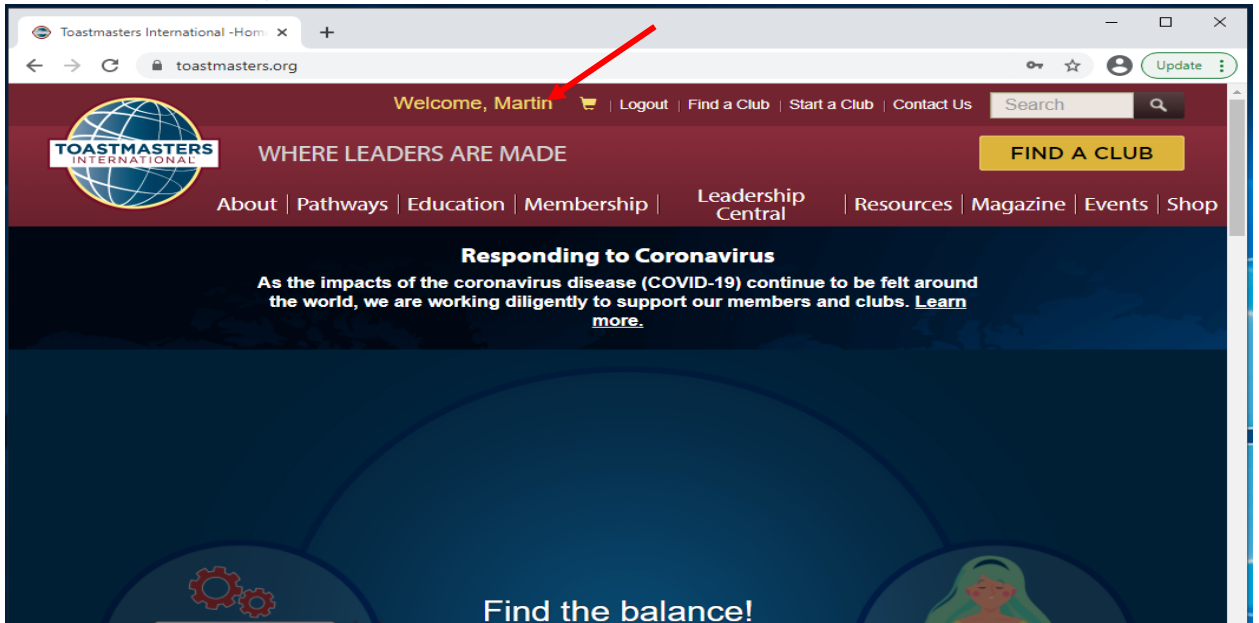 Toastmasters International -Hom
toastmasters.org
Update
Welcome, Martin | Logout | Find a Club | Start a Club | Contact Us Search
TOASTMASTERS
INTERNATIONAL
WHERE LEADERS ARE MADE
FIND A CLUB
About | Pathways | Education | Membership | Leadership Central | Resources | Magazine | Events | Shop
Responding to Coronavirus
As the impacts of the coronavirus disease (COVID-19) continue to be felt around
the world, we are working diligently to support our members and clubs. Learn
more.
Find the balance!